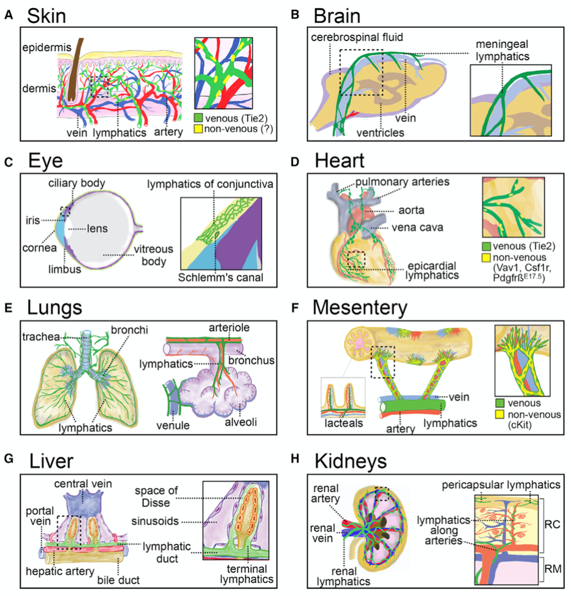 A Skin
epidermis
dermis
vein lymphatics artery
venous (Tie2)
non-venous (?)
B Brain
cerebrospinal fluid
meningeal
lymphatics
vein
ventricles
C Eye
ciliary body
iris
lens
cornea
limbus
vitreous
body
lymphatics of conjunctiva
Schlemm's canal
D Heart
pulmonary arteries
aorta
vena cava
epicardial
lymphatics
venous (Tie2)
non-venous
(Vav1, Csf1r,
PdgfrßE17.5)
E Lungs
trachea
bronchi
lymphatics
arteriole
lymphatics
bronchus
venule
alveoli
F Mesentery
lacteals
vein
artery
lymphatics
venous
non-venous
(cKit)
G Liver
central vein
portal
vein
hepatic artery
bile duct
space of
Disse
sinusoids
lymphatic
duct
terminal
lymphatics
H Kidneys
renal
artery
renal
vein
renal
lymphatics
pericapsular lymphatics
lymphatics
along
arteries
RC
RM